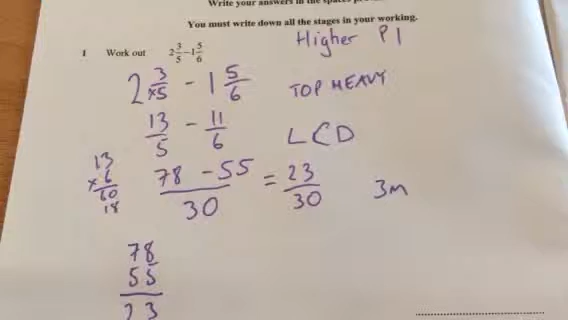 Write your answers in the spaces
You must write down all the stages in your working.
Higher P1
1 Work out 2 3/5 - 1 5/6
2 3/×5 - 1 5/6 TOP HEAVY
13/5 - 11/6 LCD
13
×6
60
18
78 - 55/30 = 23/30 3m
78
55
23